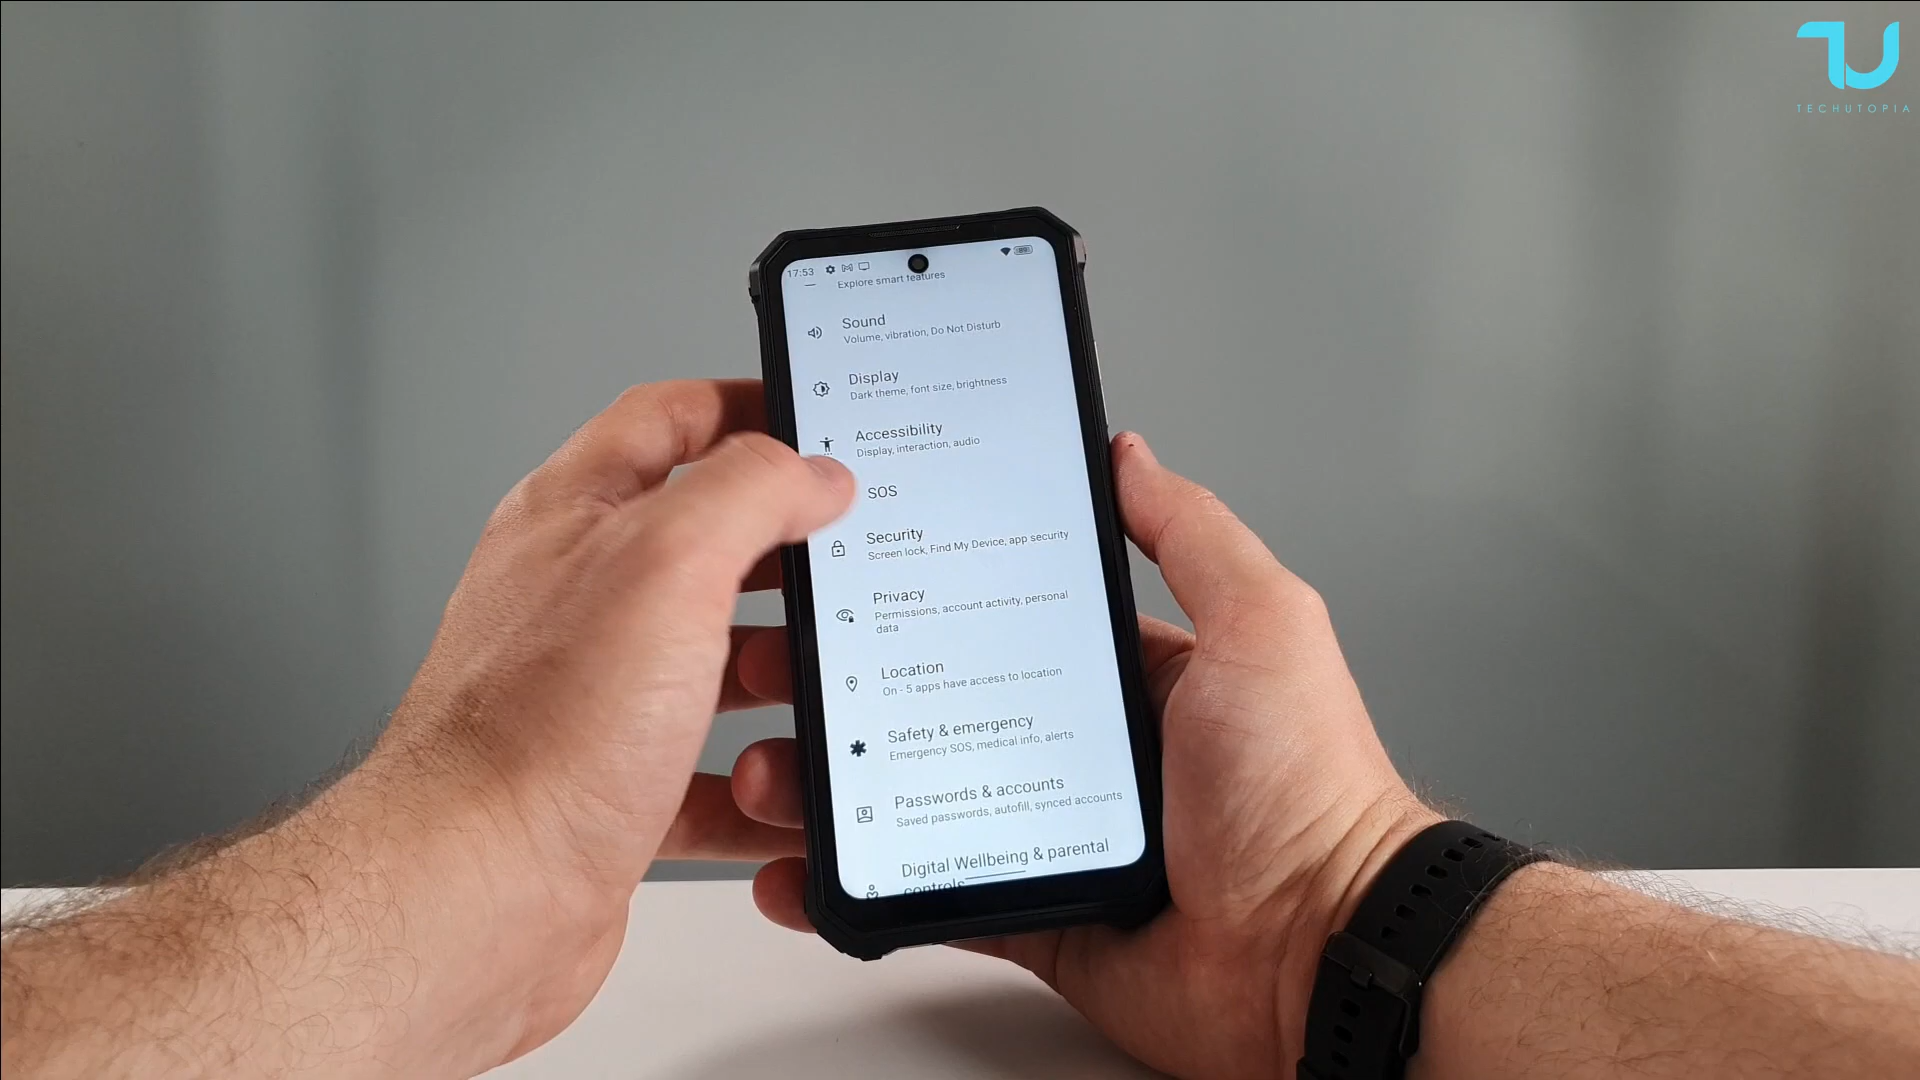 TECHUTOPIA
17:53
Explore smart features
Sound
Volume, vibration, Do Not Disturb
Display
Dark theme, font size, brightness
Accessibility
Display, interaction, audio
SOS
Security
Screen lock, Find My Device, app security
Privacy
Permissions, account activity, personal
data
Location
On - 5 apps have access to location
Safety & emergency
Emergency SOS, medical info, alerts
Passwords & accounts
Saved passwords, autofill, synced accounts
Digital Wellbeing & parental
controls